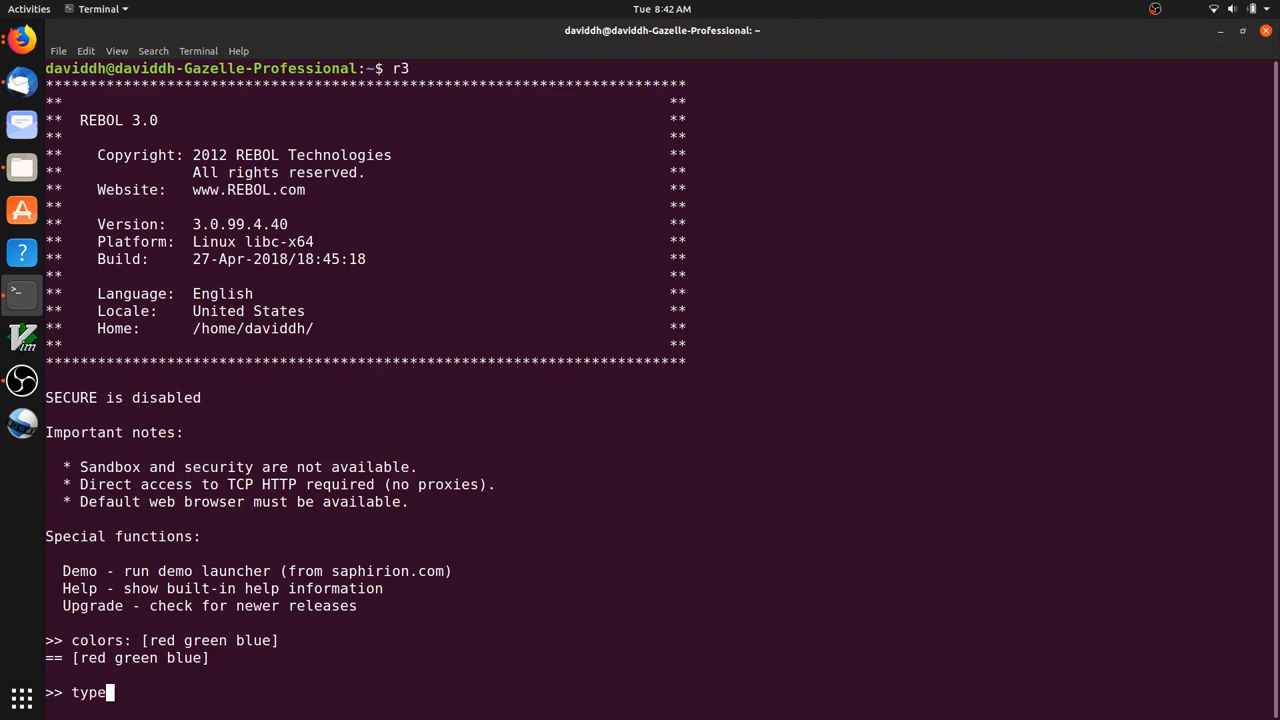 Activities Terminal Tue 8:42 AM
daviddh@daviddh-Gazelle-Professional: ~
File Edit View Search Terminal Help
daviddh@daviddh-Gazelle-Professional:~$ r3
**************************************************************************
** **
** REBOL 3.0 **
** **
** Copyright: 2012 REBOL Technologies **
** All rights reserved. **
** Website: www.REBOL.com **
** **
** Version: 3.0.99.4.40 **
** Platform: Linux libc-x64 **
** Build: 27-Apr-2018/18:45:18 **
** **
** Language: English **
** Locale: United States **
** Home: /home/daviddh/ **
** **
**************************************************************************
SECURE is disabled
Important notes:
* Sandbox and security are not available.
* Direct access to TCP HTTP required (no proxies).
* Default web browser must be available.
Special functions:
Demo - run demo launcher (from saphirion.com)
Help - show built-in help information
Upgrade - check for newer releases
>> colors: [red green blue]
== [red green blue]
>> type